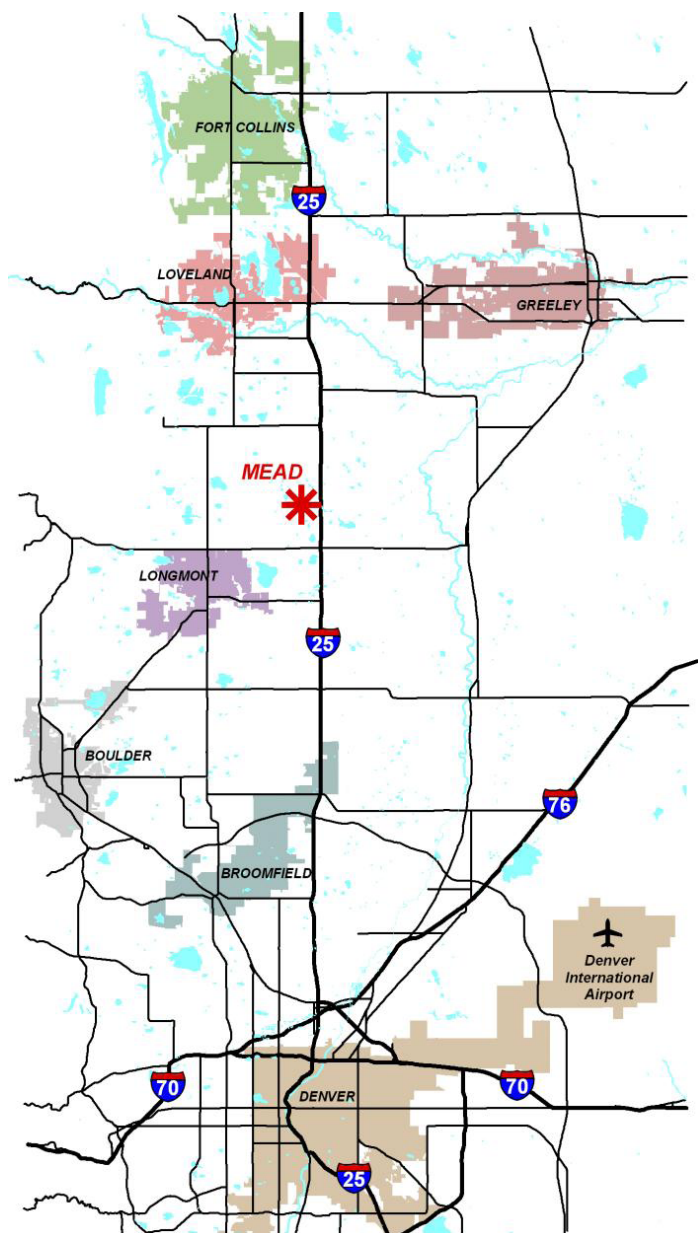 FORT COLLINS
25
LOVELAND
GREELEY
MEAD
LONGMONT
25
BOULDER
76
BROOMFIELD
Denver
International
Airport
70
DENVER
70
25